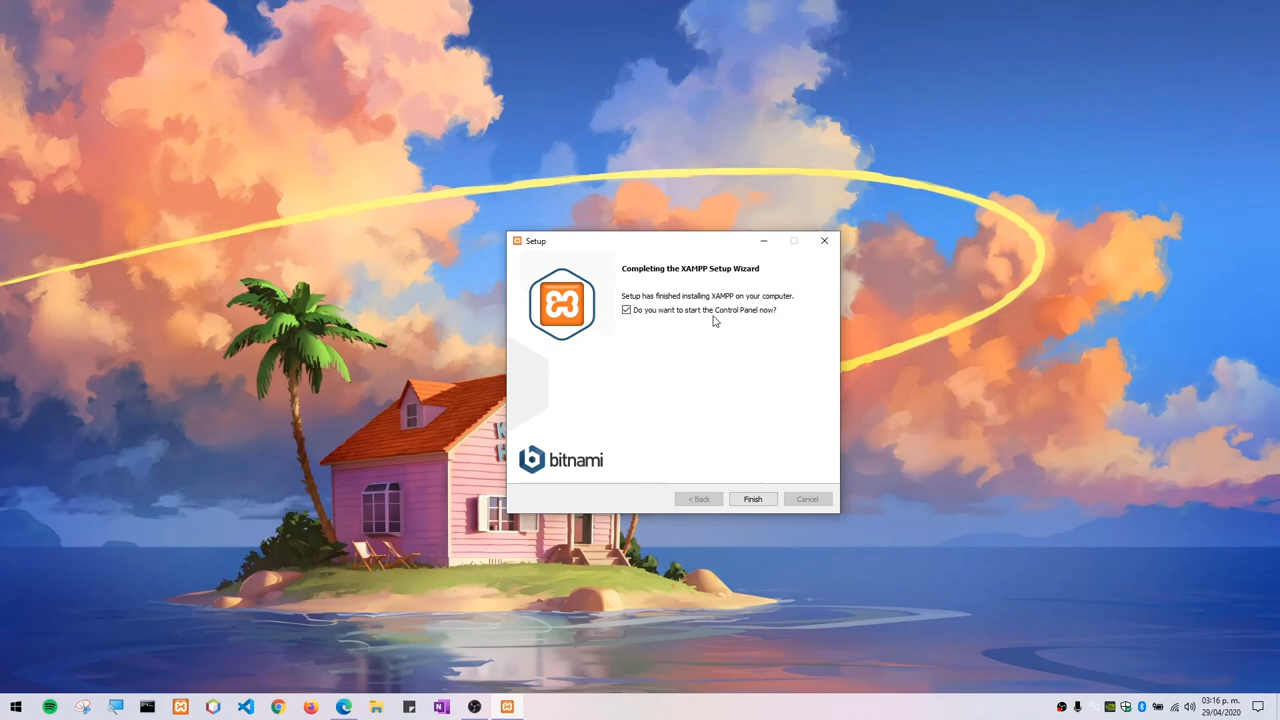 Setup
Completing the XAMPP Setup Wizard
Setup has finished installing XAMPP on your computer.
Do you want to start the Control Panel now?
bitnami
< Back
Finish
Cancel
03:16 p. m.
29/04/2020